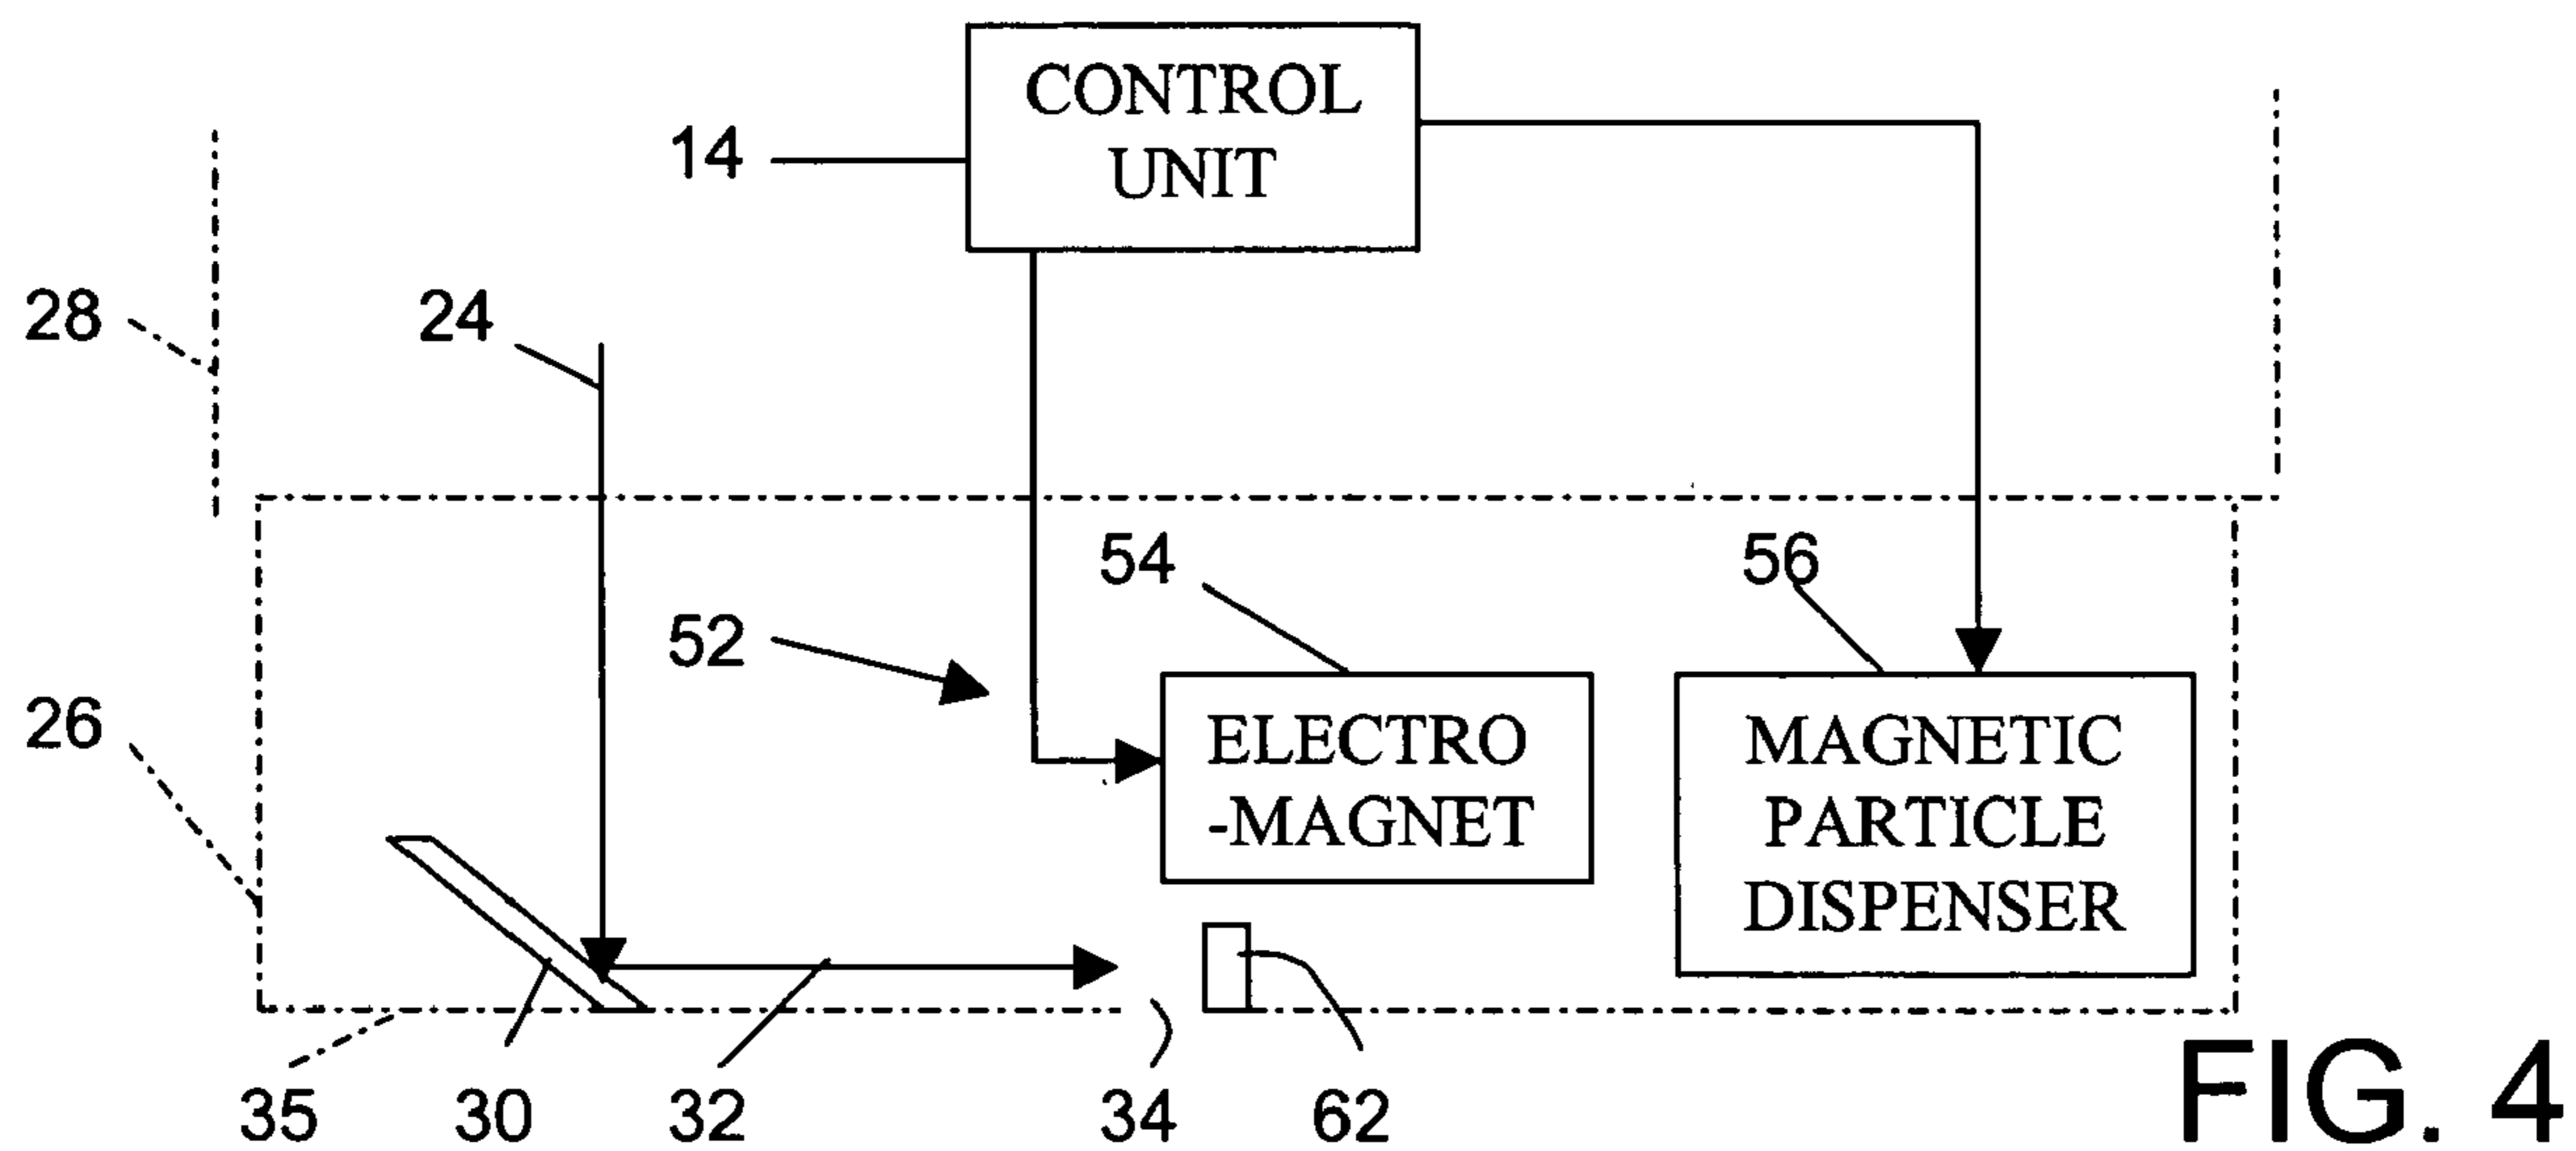 CONTROL
UNIT
14
28
24
54
56
52
26
ELECTRO
-MAGNET
MAGNETIC
PARTICLE
DISPENSER
35
30
32
34
62
FIG. 4